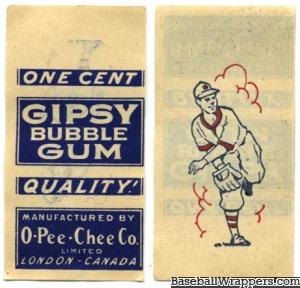 ONE CENT
GIPSY
BUBBLE
GUM
QUALITY!
MANUFACTURED BY
O-Pee-Chee Co.
LIMITED
LONDON - CANADA
BaseballWrappers.com